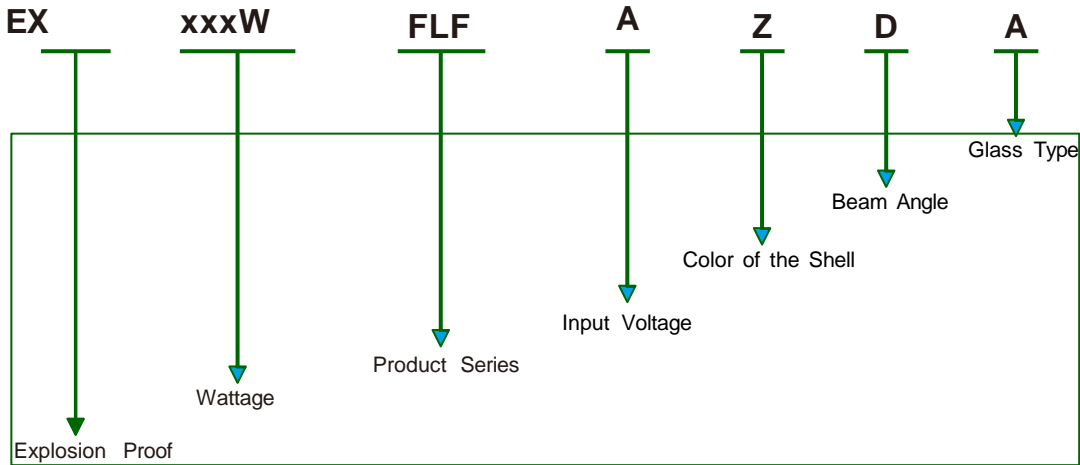 EX xxxW FLF A Z D A
Glass Type
Beam Angle
Color of the Shell
Input Voltage
Product Series
Wattage
Explosion Proof